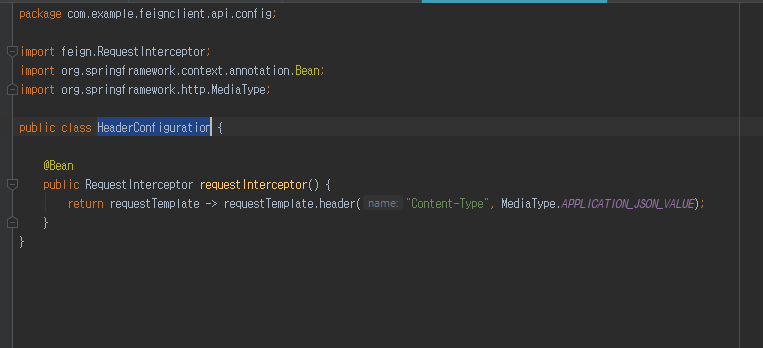 package com.example.feignclient.api.config;
import feign.RequestInterceptor;
import org.springframework.context.annotation.Bean;
import org.springframework.http.MediaType;
public class HeaderConfiguration {
@Bean
public RequestInterceptor requestInterceptor() {
return requestTemplate -> requestTemplate.header( name: "Content-Type", MediaType.APPLICATION_JSON_VALUE);
}
}